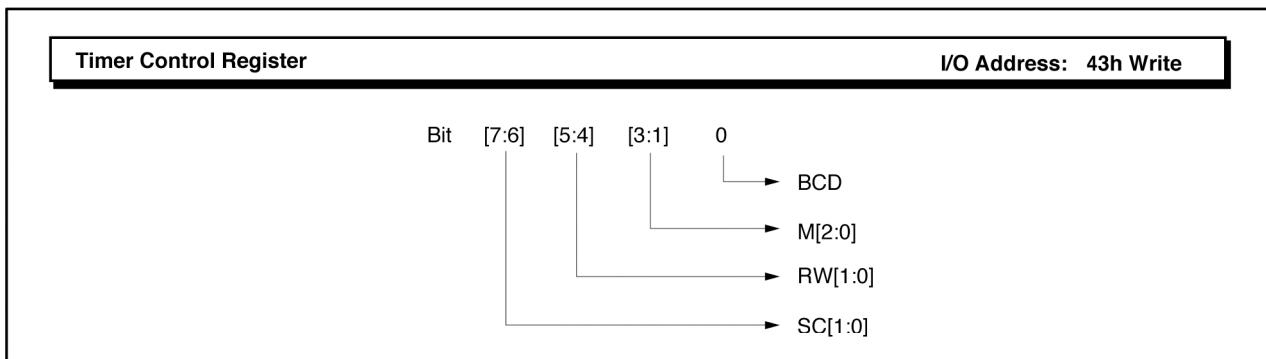 Timer Control Register I/O Address: 43h Write
Bit [7:6] [5:4] [3:1] 0
BCD
M[2:0]
RW[1:0]
SC[1:0]